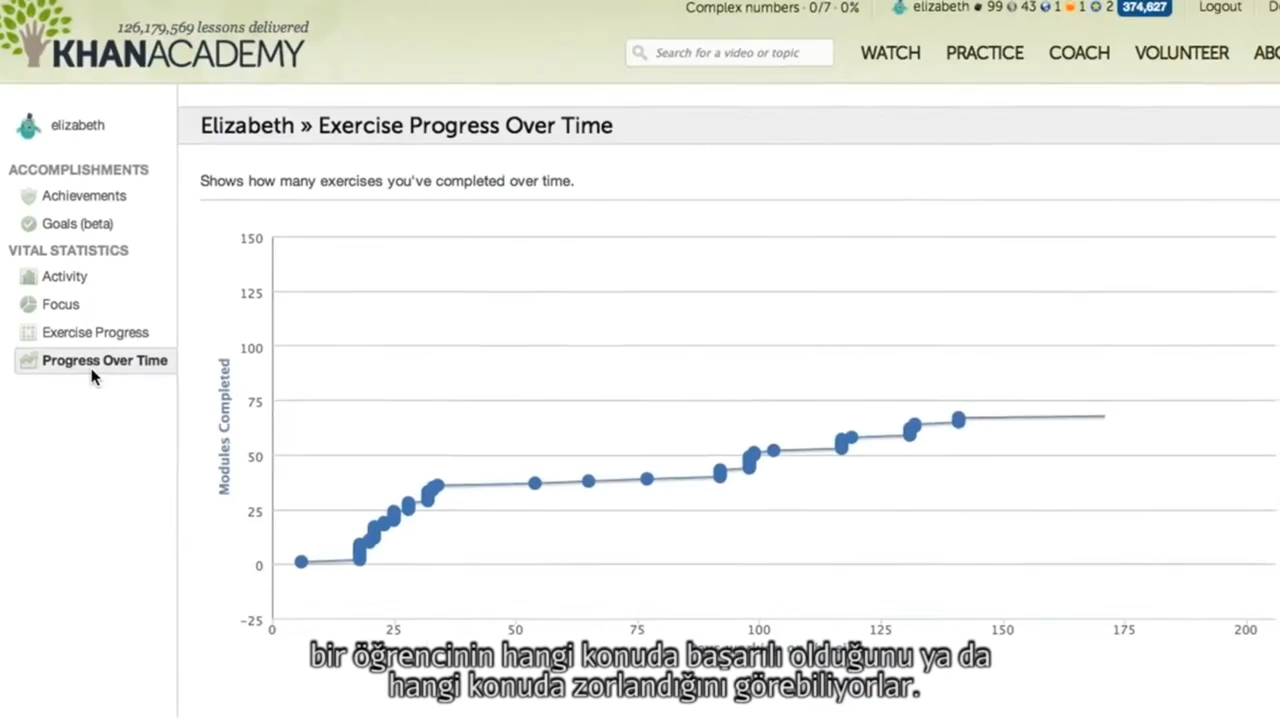 126,179,569 lessons delivered
KHANACADEMY
Complex numbers · 0/7 · 0%
elizabeth • 99 43 1 1 2 374,627
Logout
Search for a video or topic
WATCH PRACTICE COACH VOLUNTEER
elizabeth
ACCOMPLISHMENTS
Achievements
Goals (beta)
VITAL STATISTICS
Activity
Focus
Exercise Progress
Progress Over Time
Elizabeth » Exercise Progress Over Time
Shows how many exercises you've completed over time.
Modules Completed
150
125
100
75
50
25
0
-25
0 25 50 75 100 125 150 175 200
bir öğrencinin hangi konuda başarılı olduğunu ya da
hangi konuda zorlandığını görebiliyorlar.